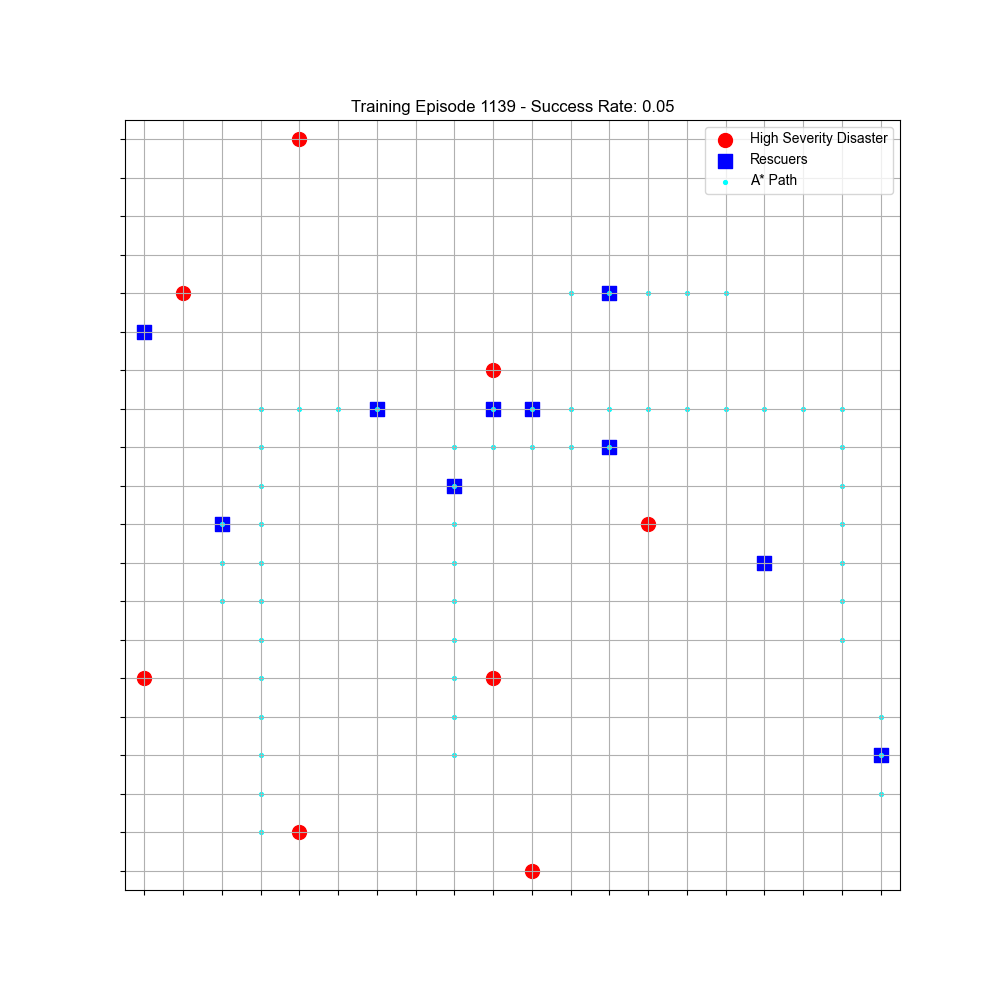 Training Episode 1139 - Success Rate: 0.05
High Severity Disaster
Rescuers
A* Path